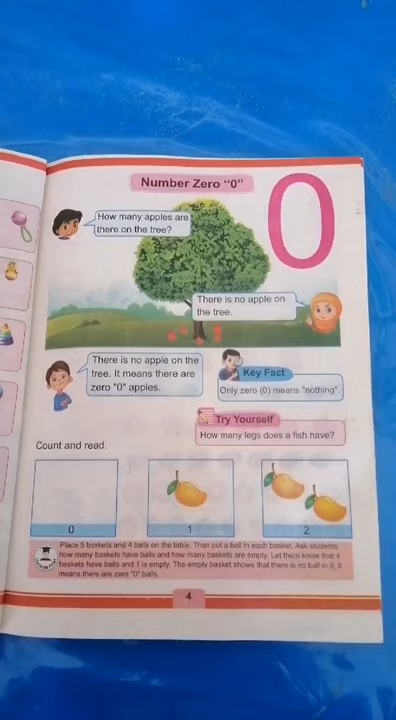 Number Zero "0"
0
How many apples are
there on the tree?
There is no apple on
the tree.
There is no apple on the
tree. It means there are
zero "0" apples.
Key Fact
Only zero (0) means "nothing".
Try Yourself
How many legs does a fish have?
Count and read.
0
1
2
Place 5 baskets and 4 balls on the table. Then put a ball in each basket. Ask students
how many baskets have balls and how many baskets are empty. Let them know that 4
baskets have balls and 1 is empty. The empty basket shows that there is no ball in it, it
means there are zero "0" balls.
4